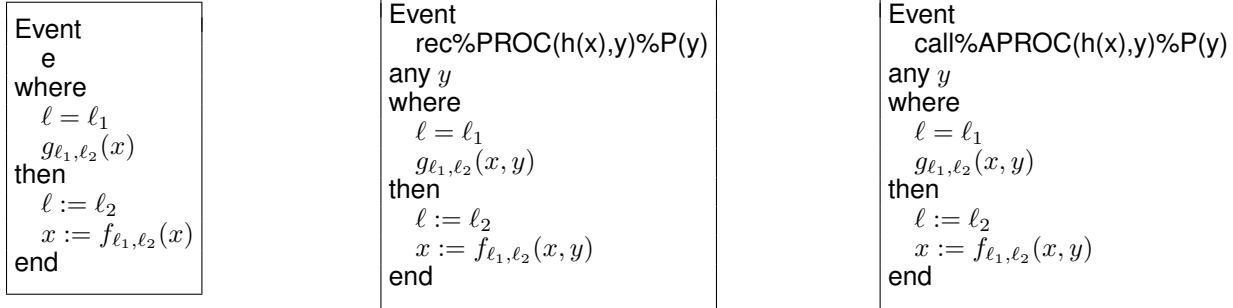 Event
e
where
ℓ = ℓ₁
g_{ℓ₁,ℓ₂}(x)
then
ℓ := ℓ₂
x := f_{ℓ₁,ℓ₂}(x)
end
Event
rec%PROC(h(x),y)%P(y)
any y
where
ℓ = ℓ₁
g_{ℓ₁,ℓ₂}(x, y)
then
ℓ := ℓ₂
x := f_{ℓ₁,ℓ₂}(x, y)
end
Event
call%APROC(h(x),y)%P(y)
any y
where
ℓ = ℓ₁
g_{ℓ₁,ℓ₂}(x, y)
then
ℓ := ℓ₂
x := f_{ℓ₁,ℓ₂}(x, y)
end